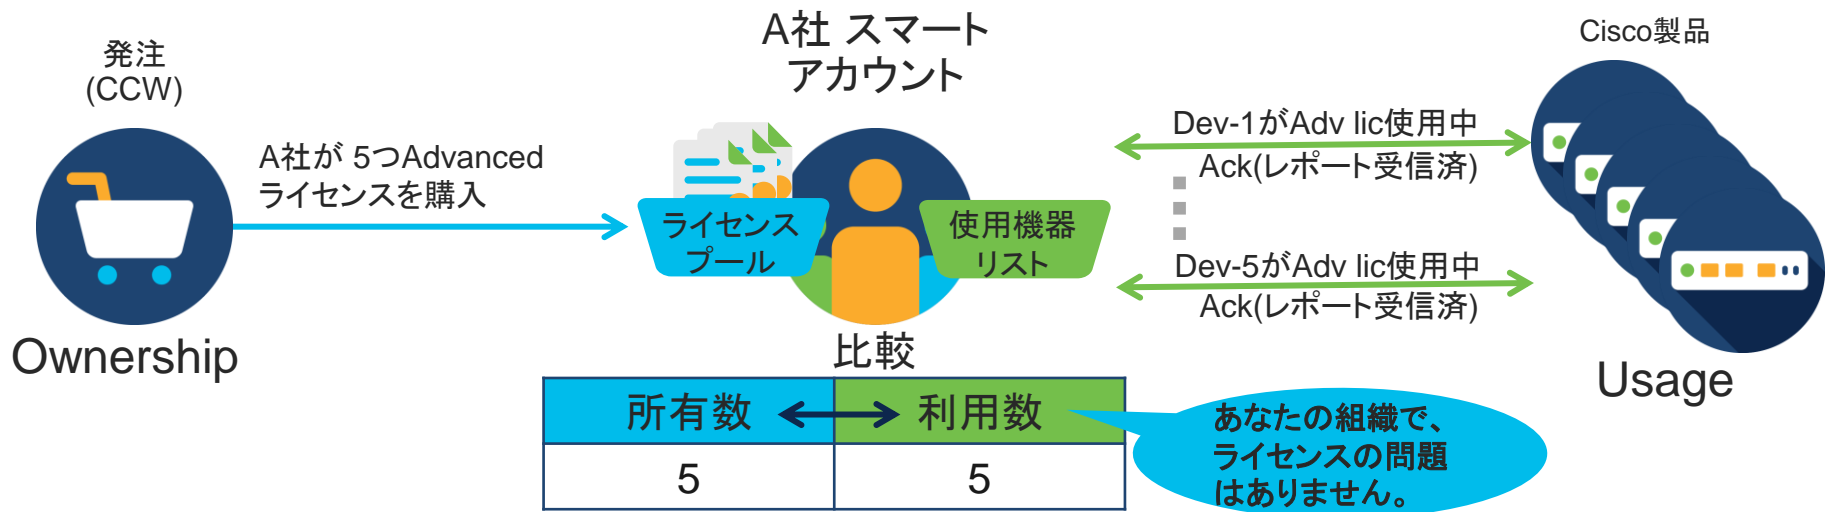 発注
(CCW)
A社が 5つAdvanced
ライセンスを購入
Ownership
A社 スマート
アカウント
ライセンス
プール
使用機器
リスト
Dev-1がAdv lic使用中
Ack(レポート受信済)
Dev-5がAdv lic使用中
Ack(レポート受信済)
Cisco製品
Usage
比較
所有数 利用数
5 5
あなたの組織で、
ライセンスの問題
はありません。